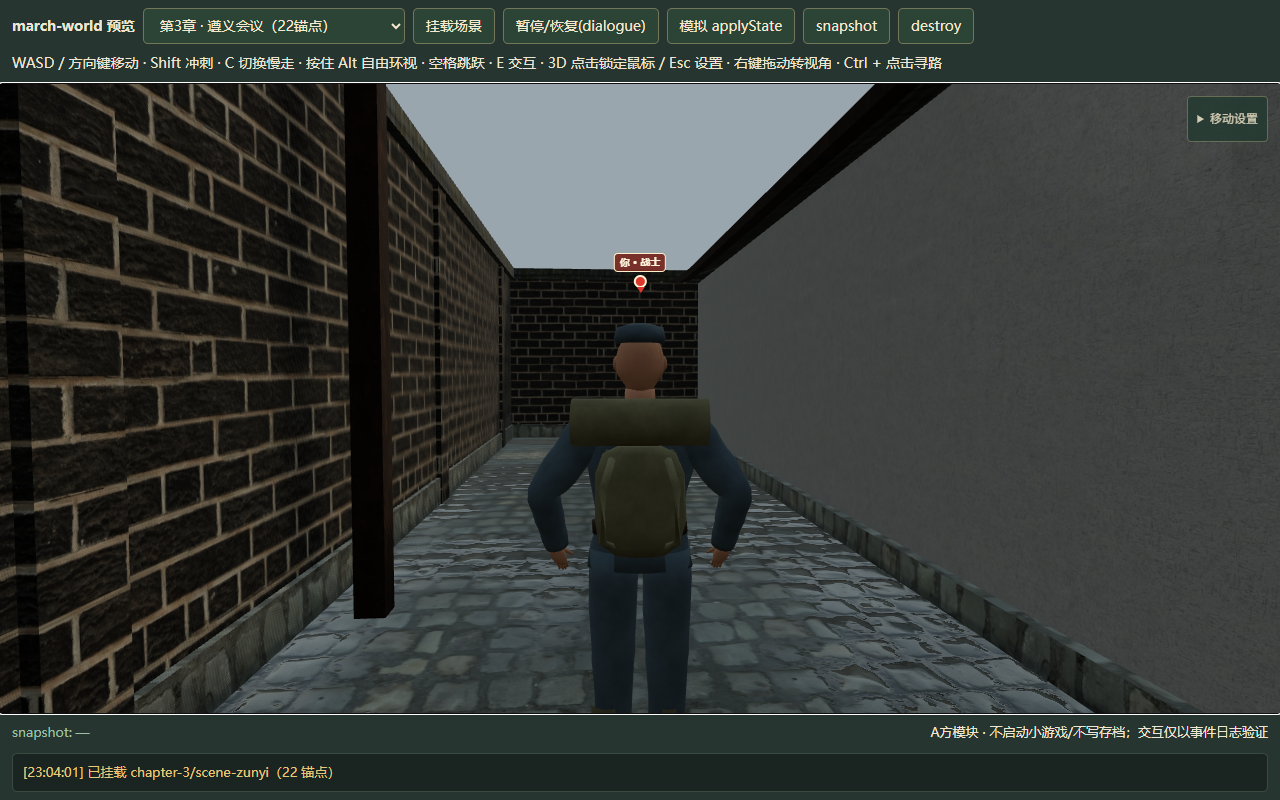 march-world 预览
第3章 · 遵义会议（22锚点）
挂载场景
暂停/恢复(dialogue)
模拟 applyState
snapshot
destroy
WASD / 方向键移动 · Shift 冲刺 · C 切换慢走 · 按住 Alt 自由环视 · 空格跳跃 · E 交互 · 3D 点击锁定鼠标 / Esc 设置 · 右键拖动转视角 · Ctrl + 点击寻路
▶ 移动设置
你 · 战士
snapshot: —
A方模块 · 不启动小游戏/不写存档；交互仅以事件日志验证
[23:04:01] 已挂载 chapter-3/scene-zunyi（22 锚点）